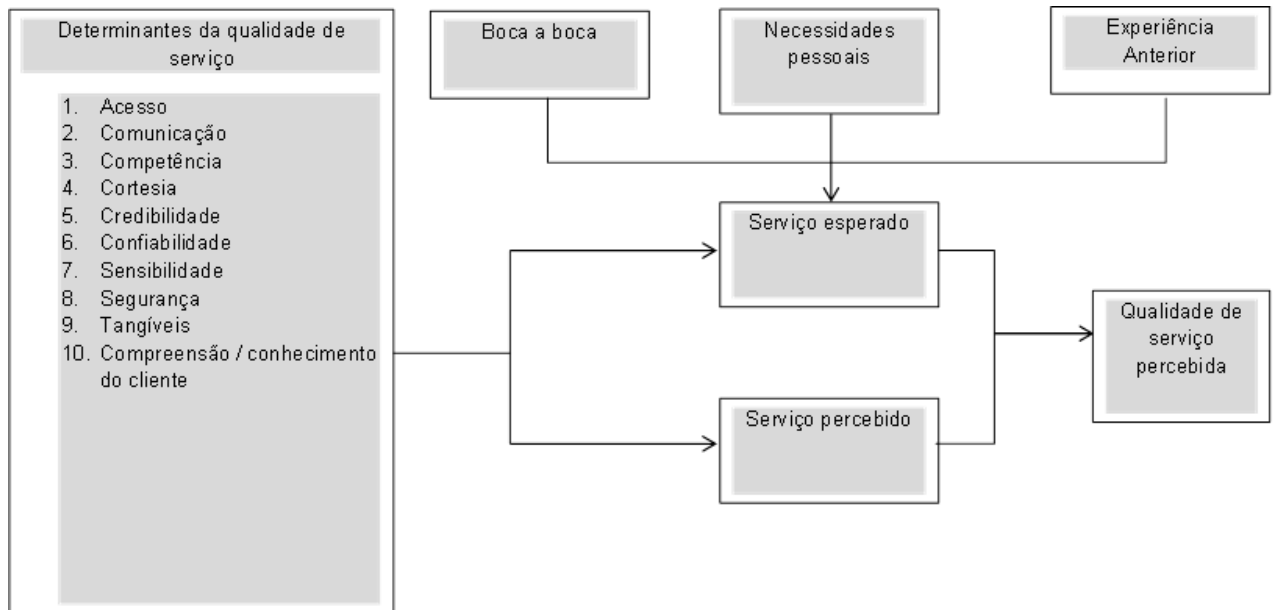 Determinantes da qualidade de
serviço
1. Acesso
2. Comunicação
3. Competência
4. Cortesia
5. Credibilidade
6. Confiabilidade
7. Sensibilidade
8. Segurança
9. Tangíveis
10. Compreensão / conhecimento
do cliente
Boca a boca
Necessidades
pessoais
Experiência
Anterior
Serviço esperado
Serviço percebido
Qualidade de
serviço
percebida